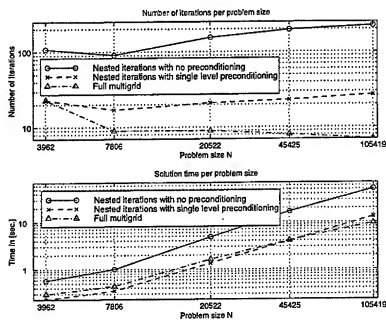 Number of iterations per problem size
Number of Iterations
100
10
Nested iterations with no preconditioning
Nested iterations with single level preconditioning
Full multigrid
3962 7806 20522 45425 105419
Problem size N
Solution time per problem size
Time in [sec.]
10
1
Nested iterations with no preconditioning
Nested iterations with single level preconditioning
Full multigrid
3962 7806 20522 45425 105419
Problem size N